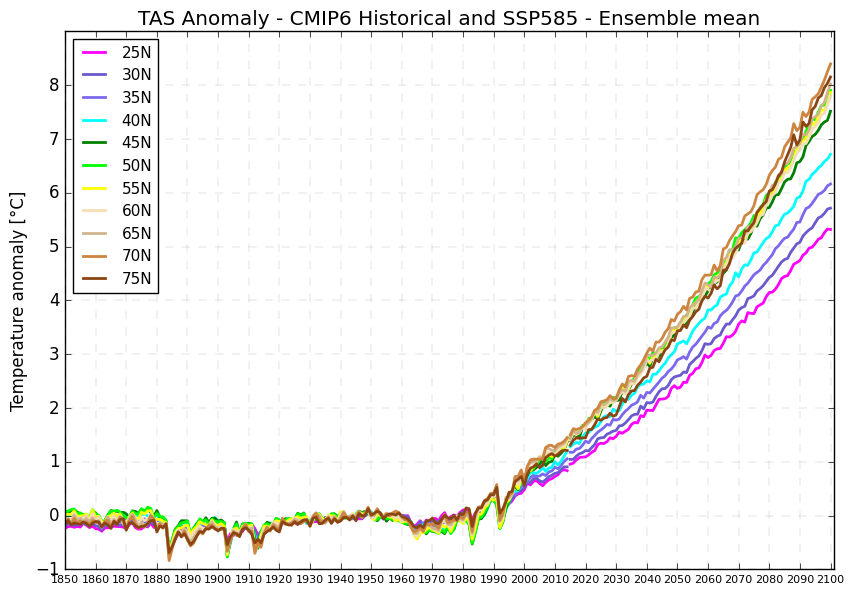 TAS Anomaly - CMIP6 Historical and SSP585 - Ensemble mean
25N
30N
35N
40N
45N
50N
55N
60N
65N
70N
75N
Temperature anomaly [°C]
8
7
6
5
4
3
2
1
0
−1
1850 1860 1870 1880 1890 1900 1910 1920 1930 1940 1950 1960 1970 1980 1990 2000 2010 2020 2030 2040 2050 2060 2070 2080 2090 2100